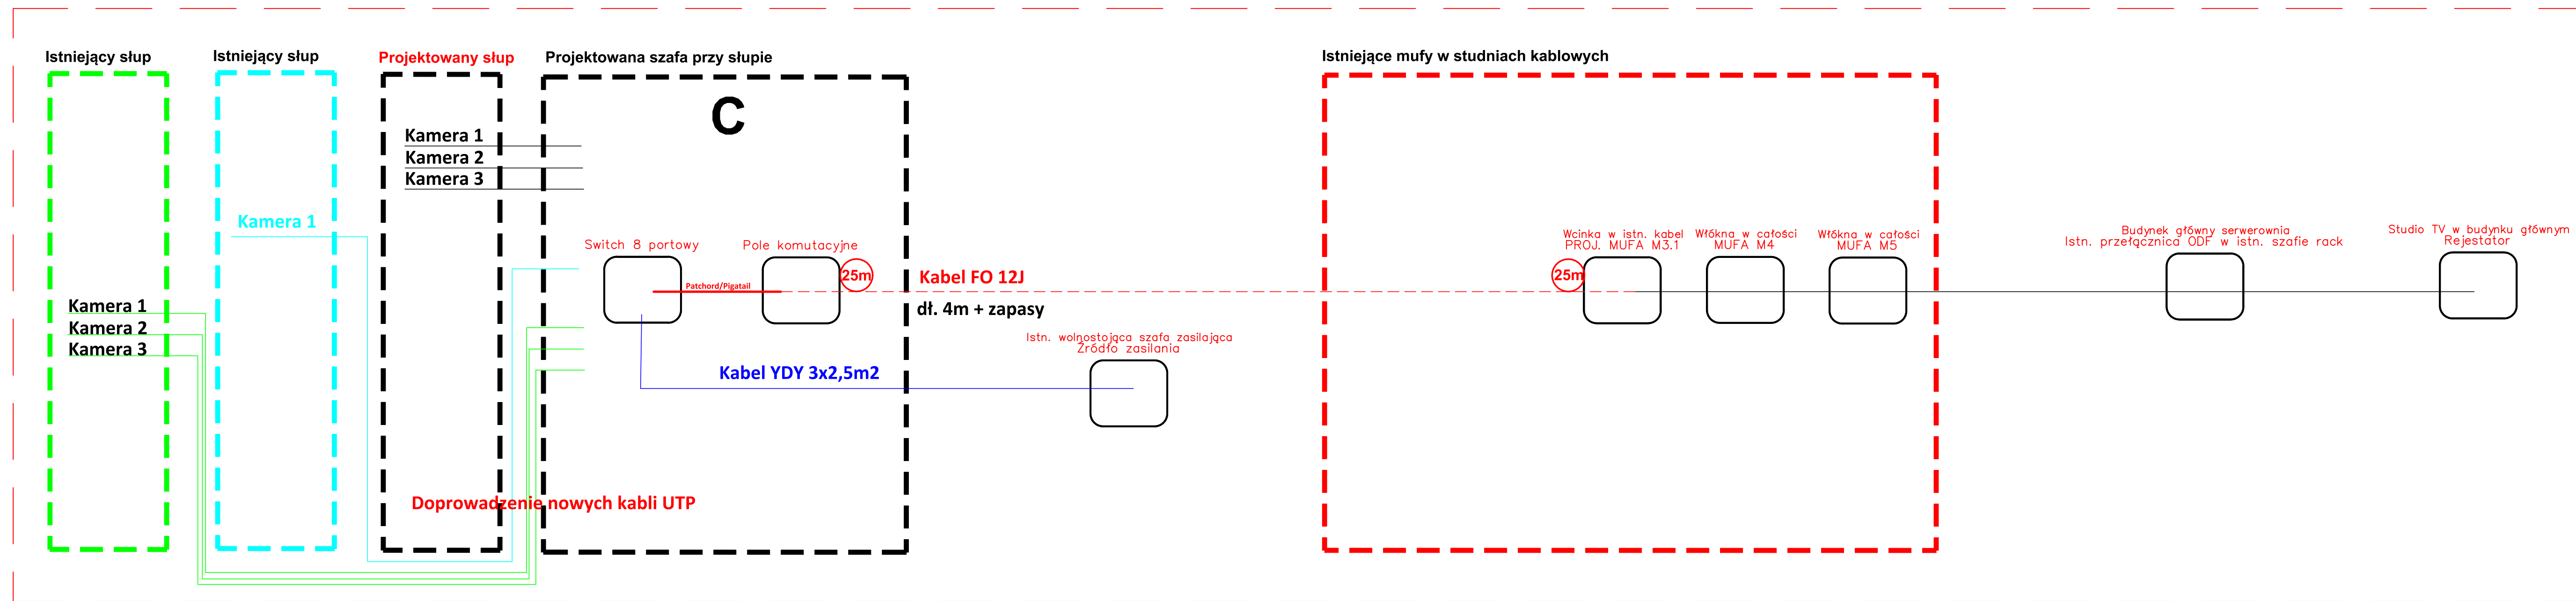 Istniejący słup
Istniejący słup
Projektowany słup
Projektowana szafa przy słupie
Istniejące mufy w studniach kablowych
C
Kamera 1
Kamera 2
Kamera 3
Kamera 1
Kamera 1
Kamera 2
Kamera 3
Switch 8 portowy
Pole komutacyjne
Patchord/Pigatail
25m
Kabel FO 12J
dł. 4m + zapasy
Istn. wolnostojąca szafa zasilająca
Źródło zasilania
Kabel YDY 3x2,5m2
Doprowadzenie nowych kabli UTP
25m
Wcinka w istn. kabel
PROJ. MUFA M3.1
Włókna w całości
MUFA M4
Włókna w całości
MUFA M5
Budynek główny serwerownia
Istn. przełącznica ODF w istn. szafie rack
Studio TV w budynku głównym
Rejestator